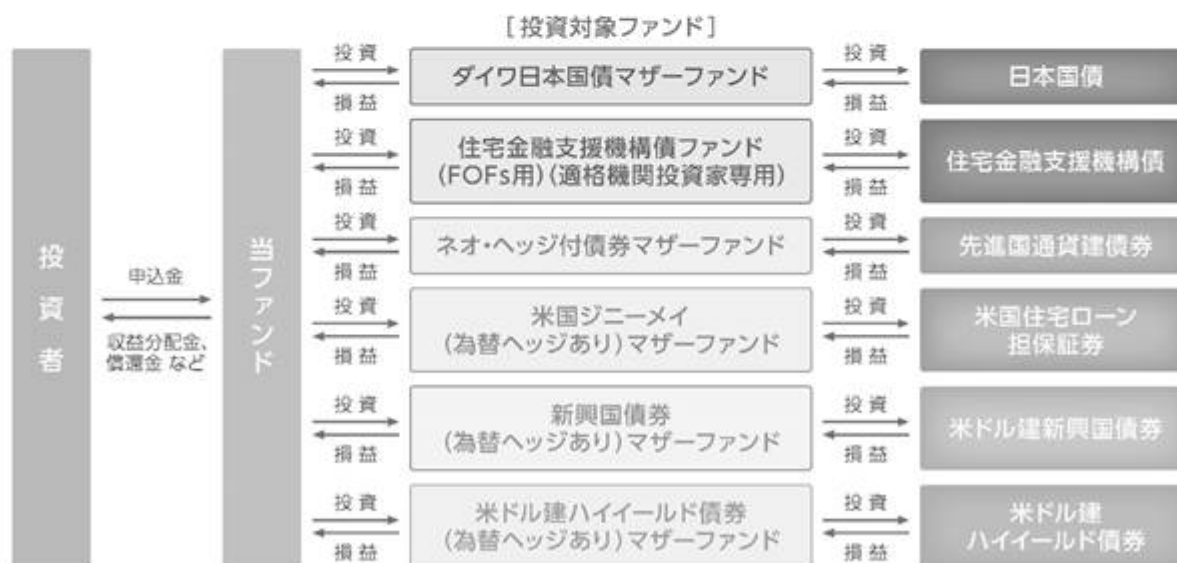 [投資対象ファンド]
投資者
申込金
収益分配金、
償還金 など
当ファンド
投資
損益
ダイワ日本国債マザーファンド
投資
損益
日本国債
投資
損益
住宅金融支援機構債ファンド
(FOFs用)(適格機関投資家専用)
投資
損益
住宅金融支援機構債
投資
損益
ネオ・ヘッジ付債券マザーファンド
投資
損益
先進国通貨建債券
投資
損益
米国ジニーメイ
(為替ヘッジあり)マザーファンド
投資
損益
米国住宅ローン
担保証券
投資
損益
新興国債券
(為替ヘッジあり)マザーファンド
投資
損益
米ドル建新興国債券
投資
損益
米ドル建ハイイールド債券
(為替ヘッジあり)マザーファンド
投資
損益
米ドル建
ハイイールド債券